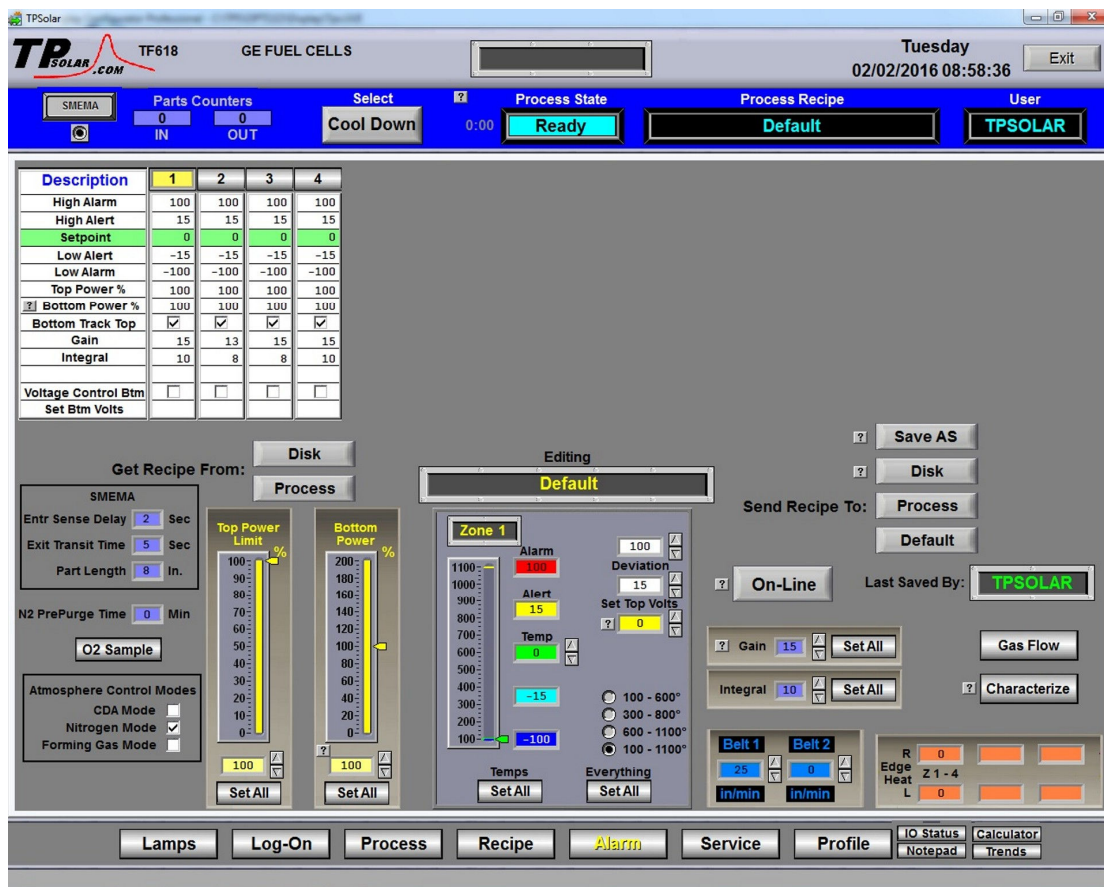 TPSolar
TP SOLAR .COM TF618 GE FUEL CELLS Tuesday
02/02/2016 08:58:36 Exit
SMEMA Parts Counters Select ? Process State Process Recipe User
0 0 Cool Down 0:00 Ready Default TPSOLAR
IN OUT
Description 1 2 3 4
High Alarm 100 100 100 100
High Alert 15 15 15 15
Setpoint 0 0 0 0
Low Alert -15 -15 -15 -15
Low Alarm -100 -100 -100 -100
Top Power % 100 100 100 100
? Bottom Power % 100 100 100 100
Bottom Track Top
Gain 15 13 15 15
Integral 10 8 8 10
Voltage Control Btm
Set Btm Volts
Get Recipe From: Disk
Process
SMEMA
Entr Sense Delay 2 Sec
Exit Transit Time 5 Sec
Part Length 8 In.
N2 PrePurge Time 0 Min
O2 Sample
Atmosphere Control Modes
CDA Mode
Nitrogen Mode
Forming Gas Mode
Top Power
Limit
%
100
90
80
70
60
50
40
30
20
10
0
100
Set All
Bottom
Power
%
200
180
160
140
120
100
80
60
40
20
0
?
100
Set All
Editing
Default
Zone 1
1100
1000
900
800
700
600
500
400
300
200
100
Alarm
100
Alert
15
Temp
0
-15
-100
100
Deviation
15
Set Top Volts
? 0
100 - 600°
300 - 800°
600 - 1100°
100 - 1100°
Temps
Set All
Everything
Set All
? Save AS
? Disk
Send Recipe To: Process
Default
? On-Line Last Saved By: TPSOLAR
? Gain 15 Set All
Integral 10 Set All
Gas Flow
? Characterize
Belt 1 Belt 2
25 0
in/min in/min
R 0
Edge
Heat Z 1 - 4
L 0
Lamps Log-On Process Recipe Alarm Service Profile
IO Status Calculator
Notepad Trends